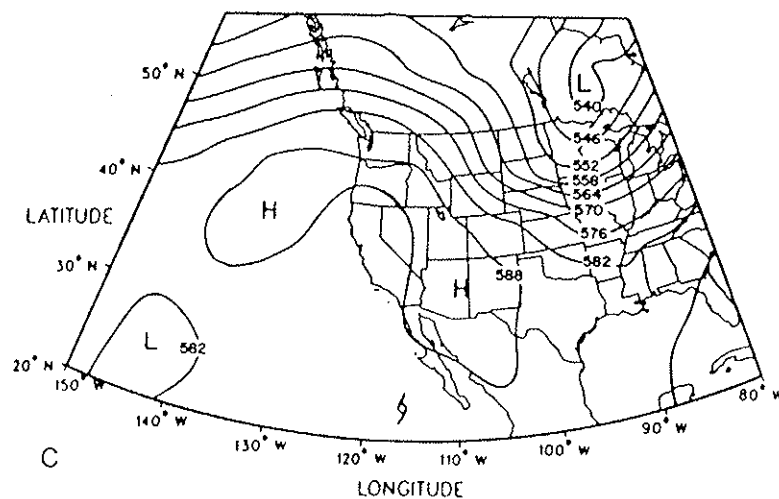 50° N
L
540
546
552
558
564
570
576
582
588
40° N
LATITUDE
H
H
30° N
L
582
20° N
150° W
140° W
130° W
120° W
110° W
100° W
90° W
80° W
C
LONGITUDE